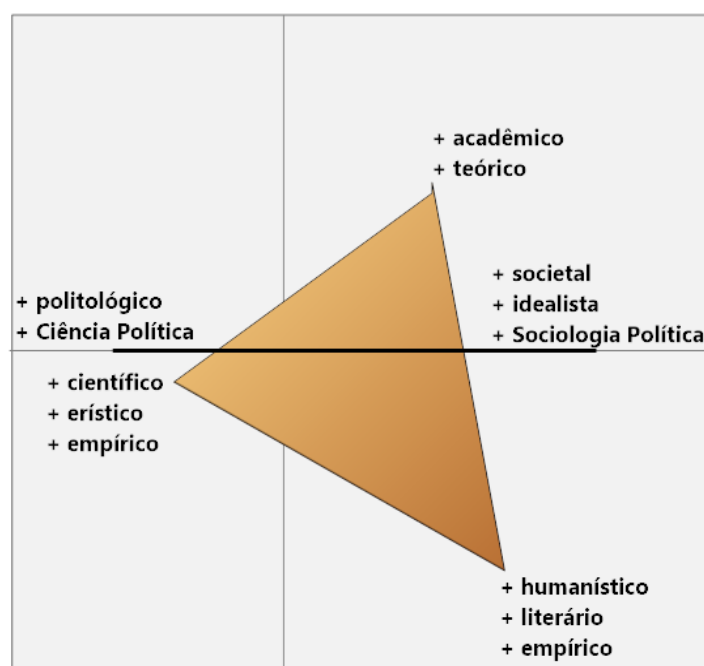 + acadêmico
+ teórico
+ societal
+ idealista
+ Sociologia Política
+ politológico
+ Ciência Política
+ científico
+ erístico
+ empírico
+ humanístico
+ literário
+ empírico